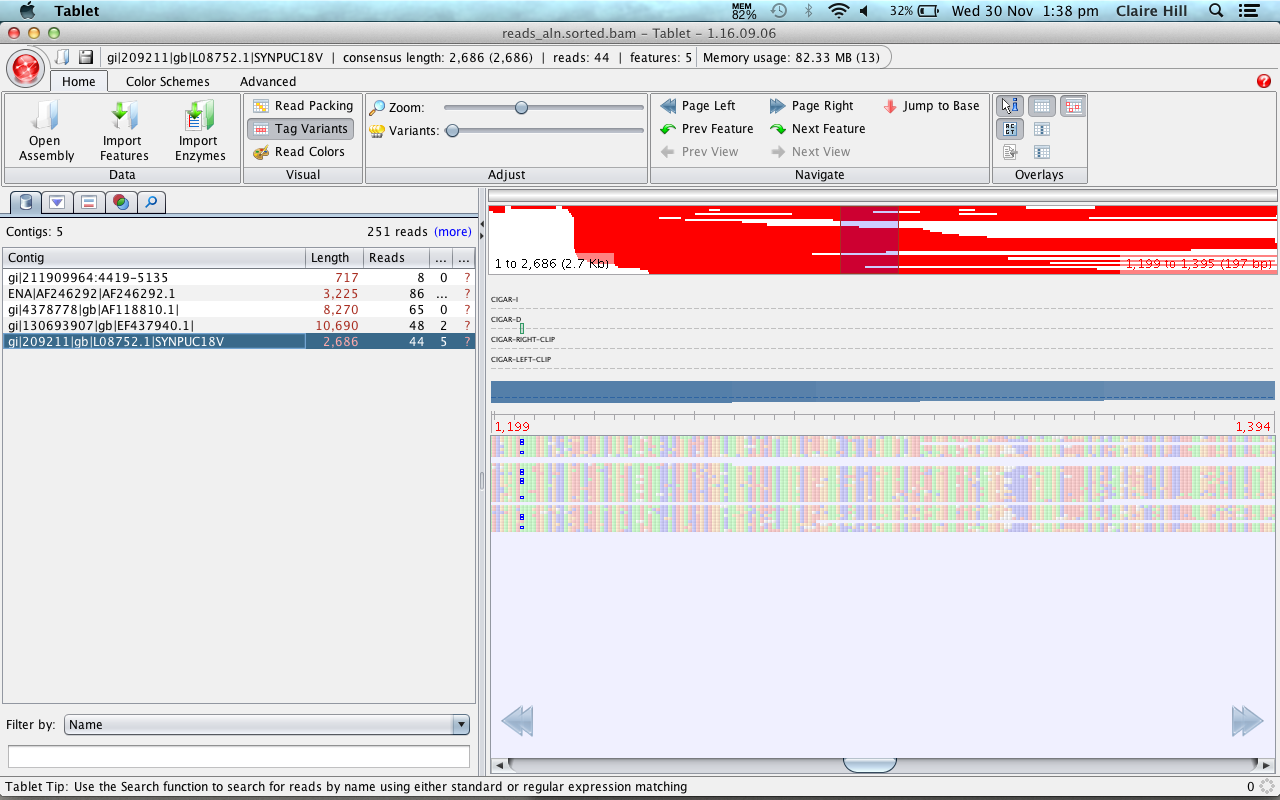 Tablet MEM 82% 32% Wed 30 Nov 1:38 pm Claire Hill
reads_aln.sorted.bam – Tablet – 1.16.09.06
gi|209211|gb|L08752.1|SYNPUC18V | consensus length: 2,686 (2,686) | reads: 44 | features: 5 Memory usage: 82.33 MB (13)
Home Color Schemes Advanced
Open Assembly
Import Features
Import Enzymes
Data
Read Packing
Tag Variants
Read Colors
Visual
Zoom:
Variants:
Adjust
Page Left Page Right Jump to Base
Prev Feature Next Feature
Prev View Next View
Navigate
Overlays
Contigs: 5 251 reads (more)
Contig Length Reads ... ...
gi|211909964:4419-5135 717 8 0 ?
ENA|AF246292|AF246292.1 3,225 86 ... ?
gi|4378778|gb|AF118810.1| 8,270 65 0 ?
gi|130693907|gb|EF437940.1| 10,690 48 2 ?
gi|209211|gb|L08752.1|SYNPUC18V 2,686 44 5 ?
Filter by: Name
1 to 2,686 (2.7 Kb) 1,199 to 1,395 (197 bp)
CIGAR-I
CIGAR-D
CIGAR-RIGHT-CLIP
CIGAR-LEFT-CLIP
1,199 1,394
Tablet Tip: Use the Search function to search for reads by name using either standard or regular expression matching 0